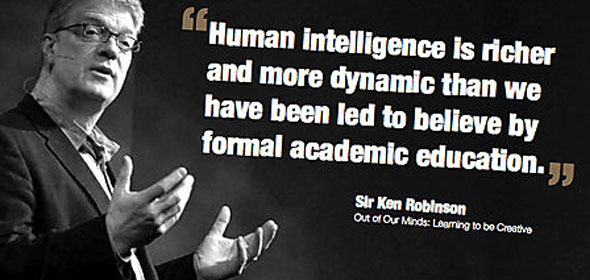 “Human intelligence is richer
and more dynamic than we
have been led to believe by
formal academic education.”
Sir Ken Robinson
Out of Our Minds: Learning to be Creative